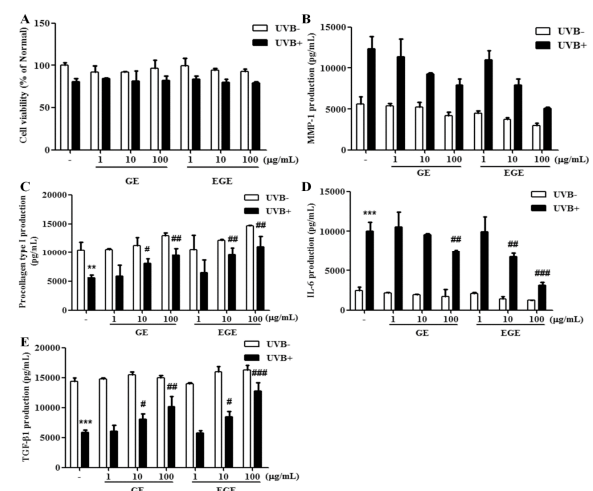 A
UVB-
UVB+
Cell viability (% of Normal)
150
100
50
0
- 1 10 100 1 10 100 (μg/mL)
GE EGE
B
UVB-
UVB+
MMP-1 production (pg/mL)
15000
10000
5000
0
- 1 10 100 1 10 100 (μg/mL)
GE EGE
C
UVB-
UVB+
Procollagen type I production
(pg/mL)
20000
15000
10000
5000
0
** # ## ## ##
- 1 10 100 1 10 100 (μg/mL)
GE EGE
D
UVB-
UVB+
IL-6 production (pg/mL)
15000
10000
5000
0
*** ## ## ###
- 1 10 100 1 10 100 (μg/mL)
GE EGE
E
UVB-
UVB+
TGF-β1 production (pg/mL)
20000
15000
10000
5000
0
*** # ## # ###
- 1 10 100 1 10 100 (μg/mL)
GE EGE